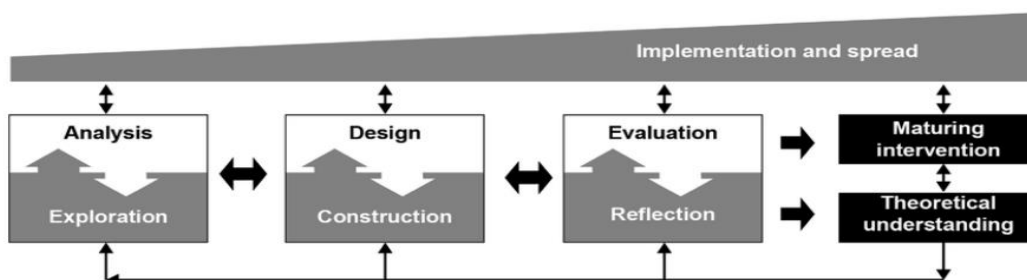 Implementation and spread
Analysis
Exploration
Design
Construction
Evaluation
Reflection
Maturing
intervention
Theoretical
understanding